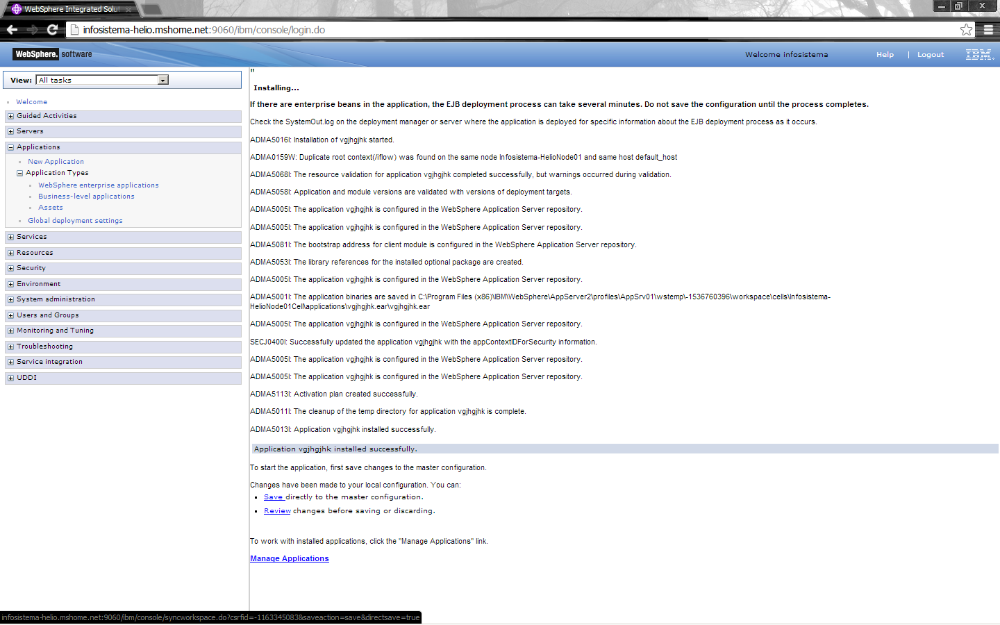 WebSphere Integrated Solut
infosistema-helio.mshome.net:9060/ibm/console/login.do
WebSphere. software
Welcome infosistema
Help | Logout
IBM.
View: All tasks
Welcome
Guided Activities
Servers
Applications
New Application
Application Types
WebSphere enterprise applications
Business-level applications
Assets
Global deployment settings
Services
Resources
Security
Environment
System administration
Users and Groups
Monitoring and Tuning
Troubleshooting
Service integration
UDDI
"
Installing...
If there are enterprise beans in the application, the EJB deployment process can take several minutes. Do not save the configuration until the process completes.
Check the SystemOut.log on the deployment manager or server where the application is deployed for specific information about the EJB deployment process as it occurs.
ADMA5016I: Installation of vgjhgjhk started.
ADMA0159W: Duplicate root context(/iflow) was found on the same node Infosistema-HelioNode01 and same host default_host
ADMA5068I: The resource validation for application vgjhgjhk completed successfully, but warnings occurred during validation.
ADMA5058I: Application and module versions are validated with versions of deployment targets.
ADMA5005I: The application vgjhgjhk is configured in the WebSphere Application Server repository.
ADMA5005I: The application vgjhgjhk is configured in the WebSphere Application Server repository.
ADMA5081I: The bootstrap address for client module is configured in the WebSphere Application Server repository.
ADMA5053I: The library references for the installed optional package are created.
ADMA5005I: The application vgjhgjhk is configured in the WebSphere Application Server repository.
ADMA5001I: The application binaries are saved in C:\Program Files (x86)\IBM\WebSphere\AppServer2\profiles\AppSrv01\wstemp\-1536760396\workspace\cells\Infosistema-
HelioNode01Cell\applications\vgjhgjhk.ear\vgjhgjhk.ear
ADMA5005I: The application vgjhgjhk is configured in the WebSphere Application Server repository.
SECJ0400I: Successfully updated the application vgjhgjhk with the appContextIDForSecurity information.
ADMA5005I: The application vgjhgjhk is configured in the WebSphere Application Server repository.
ADMA5005I: The application vgjhgjhk is configured in the WebSphere Application Server repository.
ADMA5113I: Activation plan created successfully.
ADMA5011I: The cleanup of the temp directory for application vgjhgjhk is complete.
ADMA5013I: Application vgjhgjhk installed successfully.
Application vgjhgjhk installed successfully.
To start the application, first save changes to the master configuration.
Changes have been made to your local configuration. You can:
Save directly to the master configuration.
Review changes before saving or discarding.
To work with installed applications, click the "Manage Applications" link.
Manage Applications
infosistema-helio.mshome.net:9060/ibm/console/syncworkspace.do?csrfid=-1163345083&saveaction=save&directsave=true